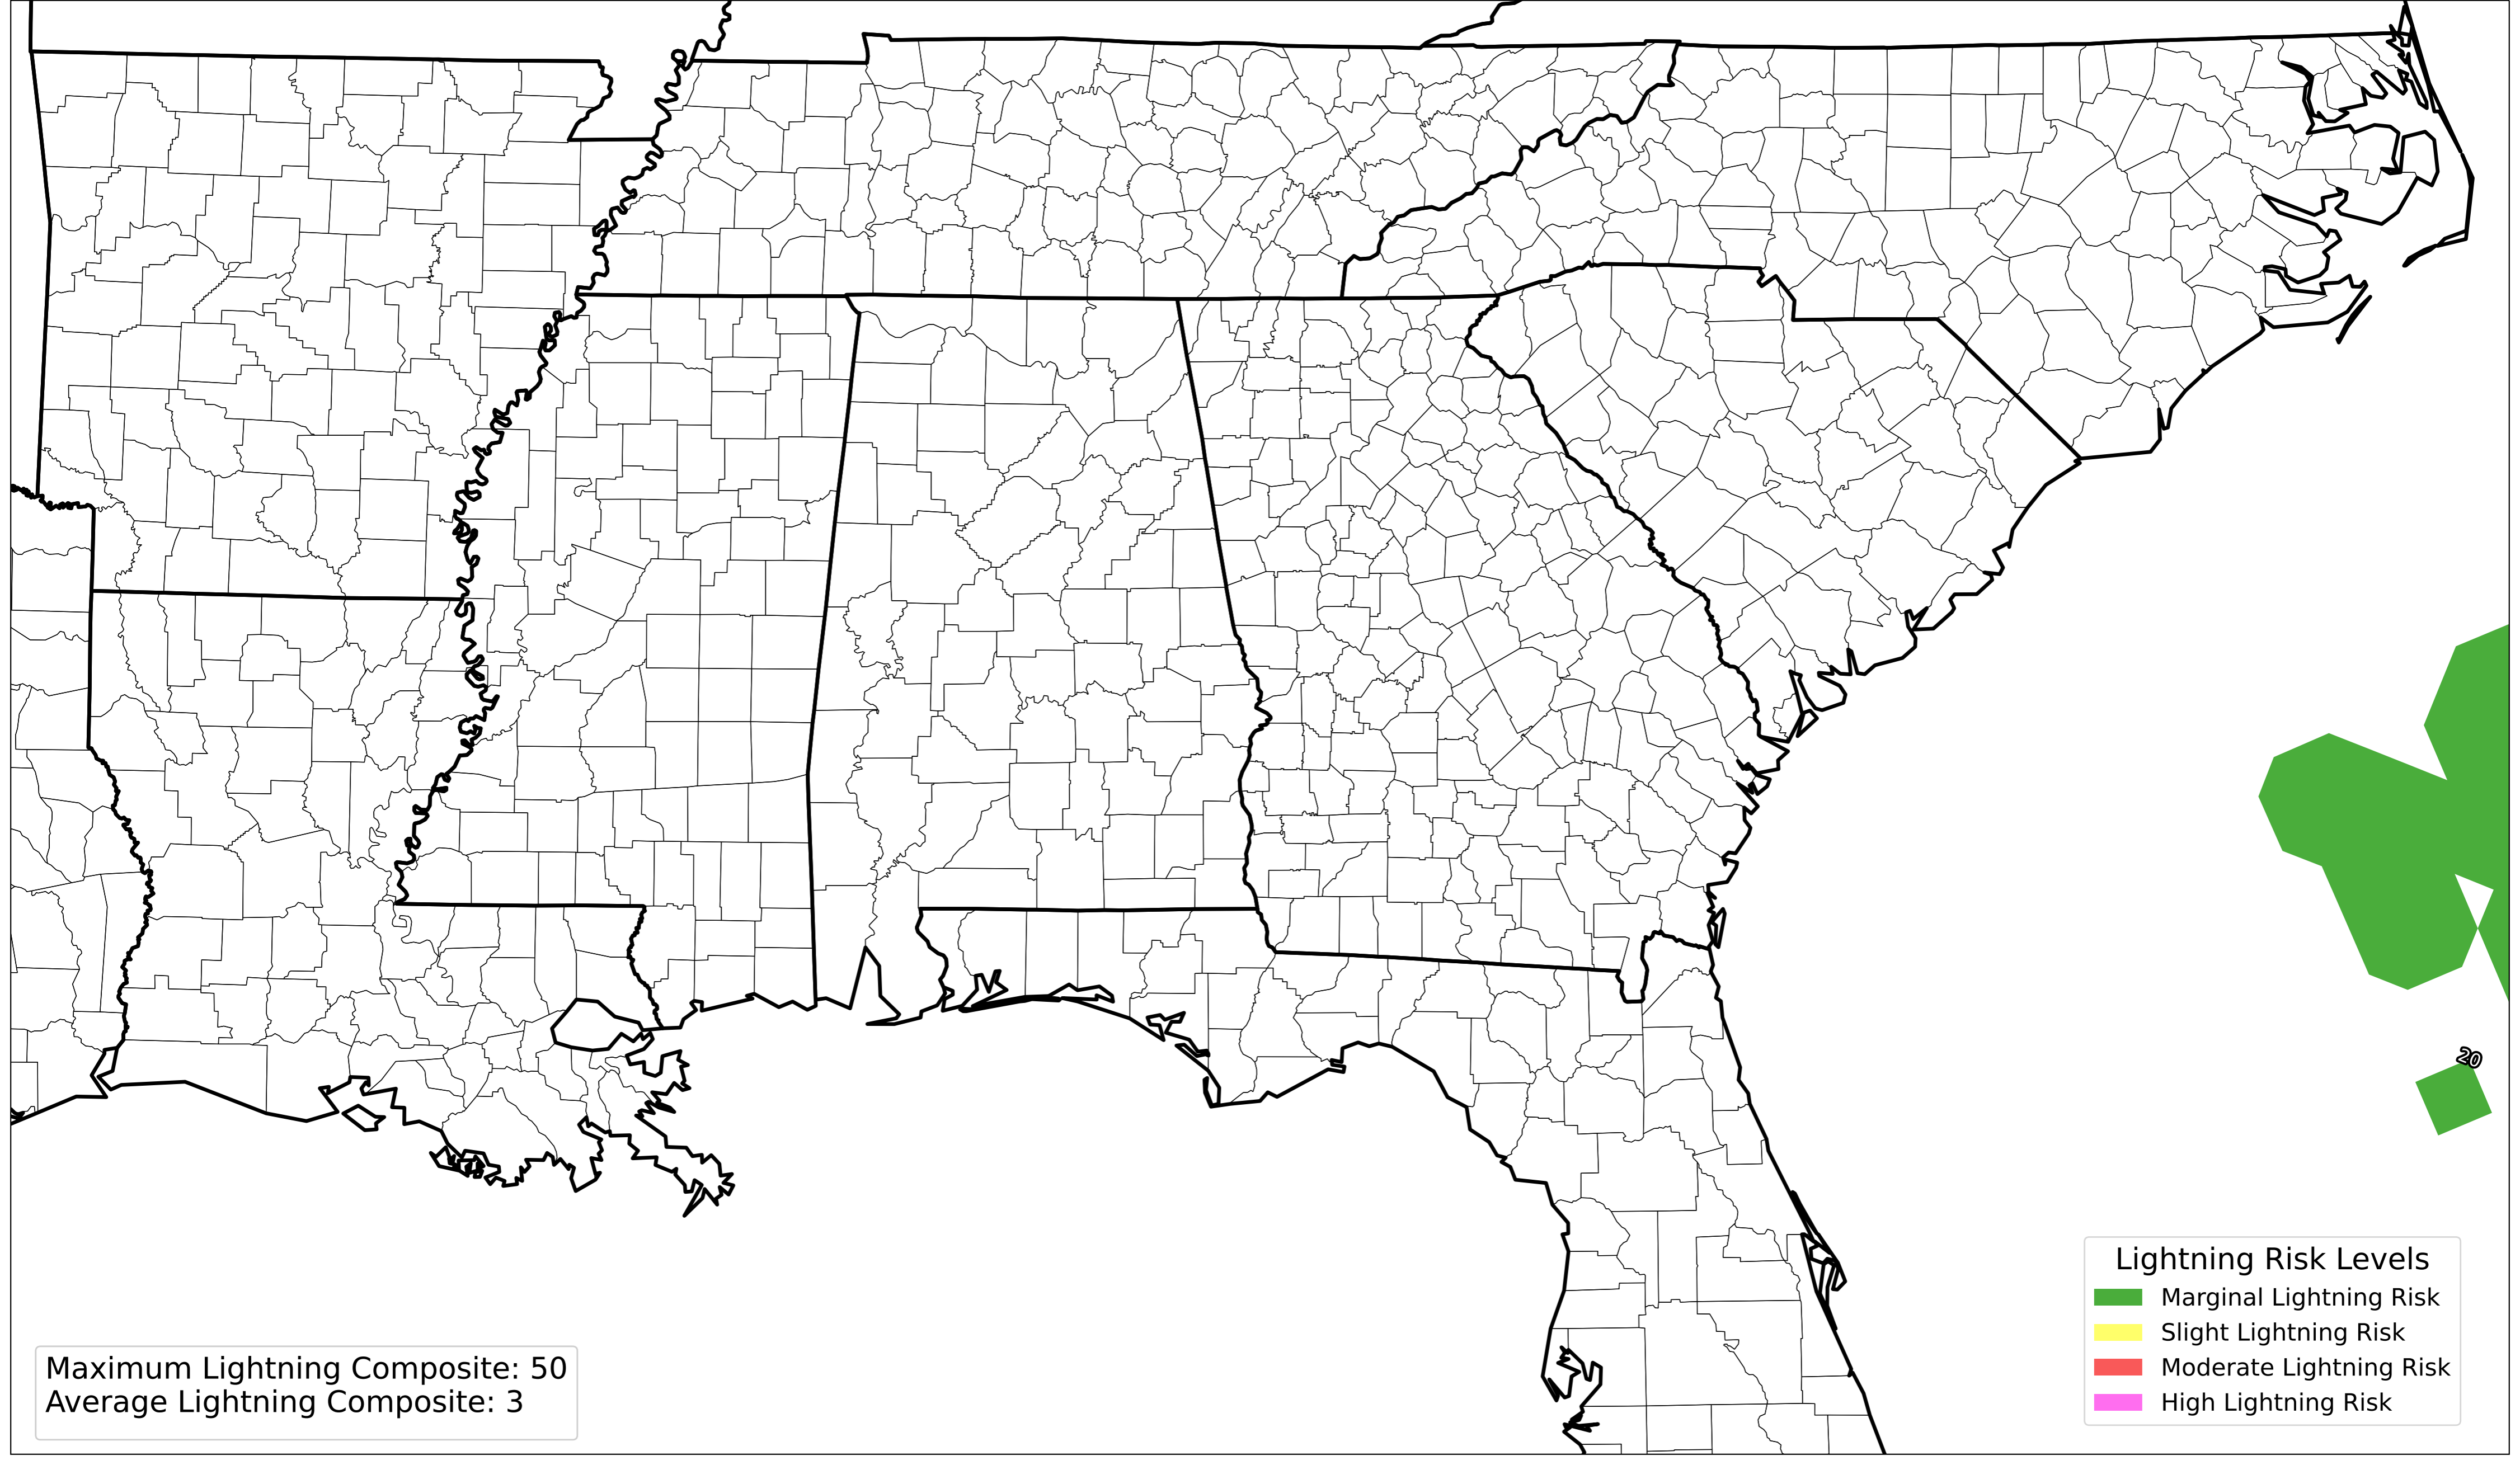 20
Lightning Risk Levels
Marginal Lightning Risk
Slight Lightning Risk
Moderate Lightning Risk
High Lightning Risk
Maximum Lightning Composite: 50
Average Lightning Composite: 3